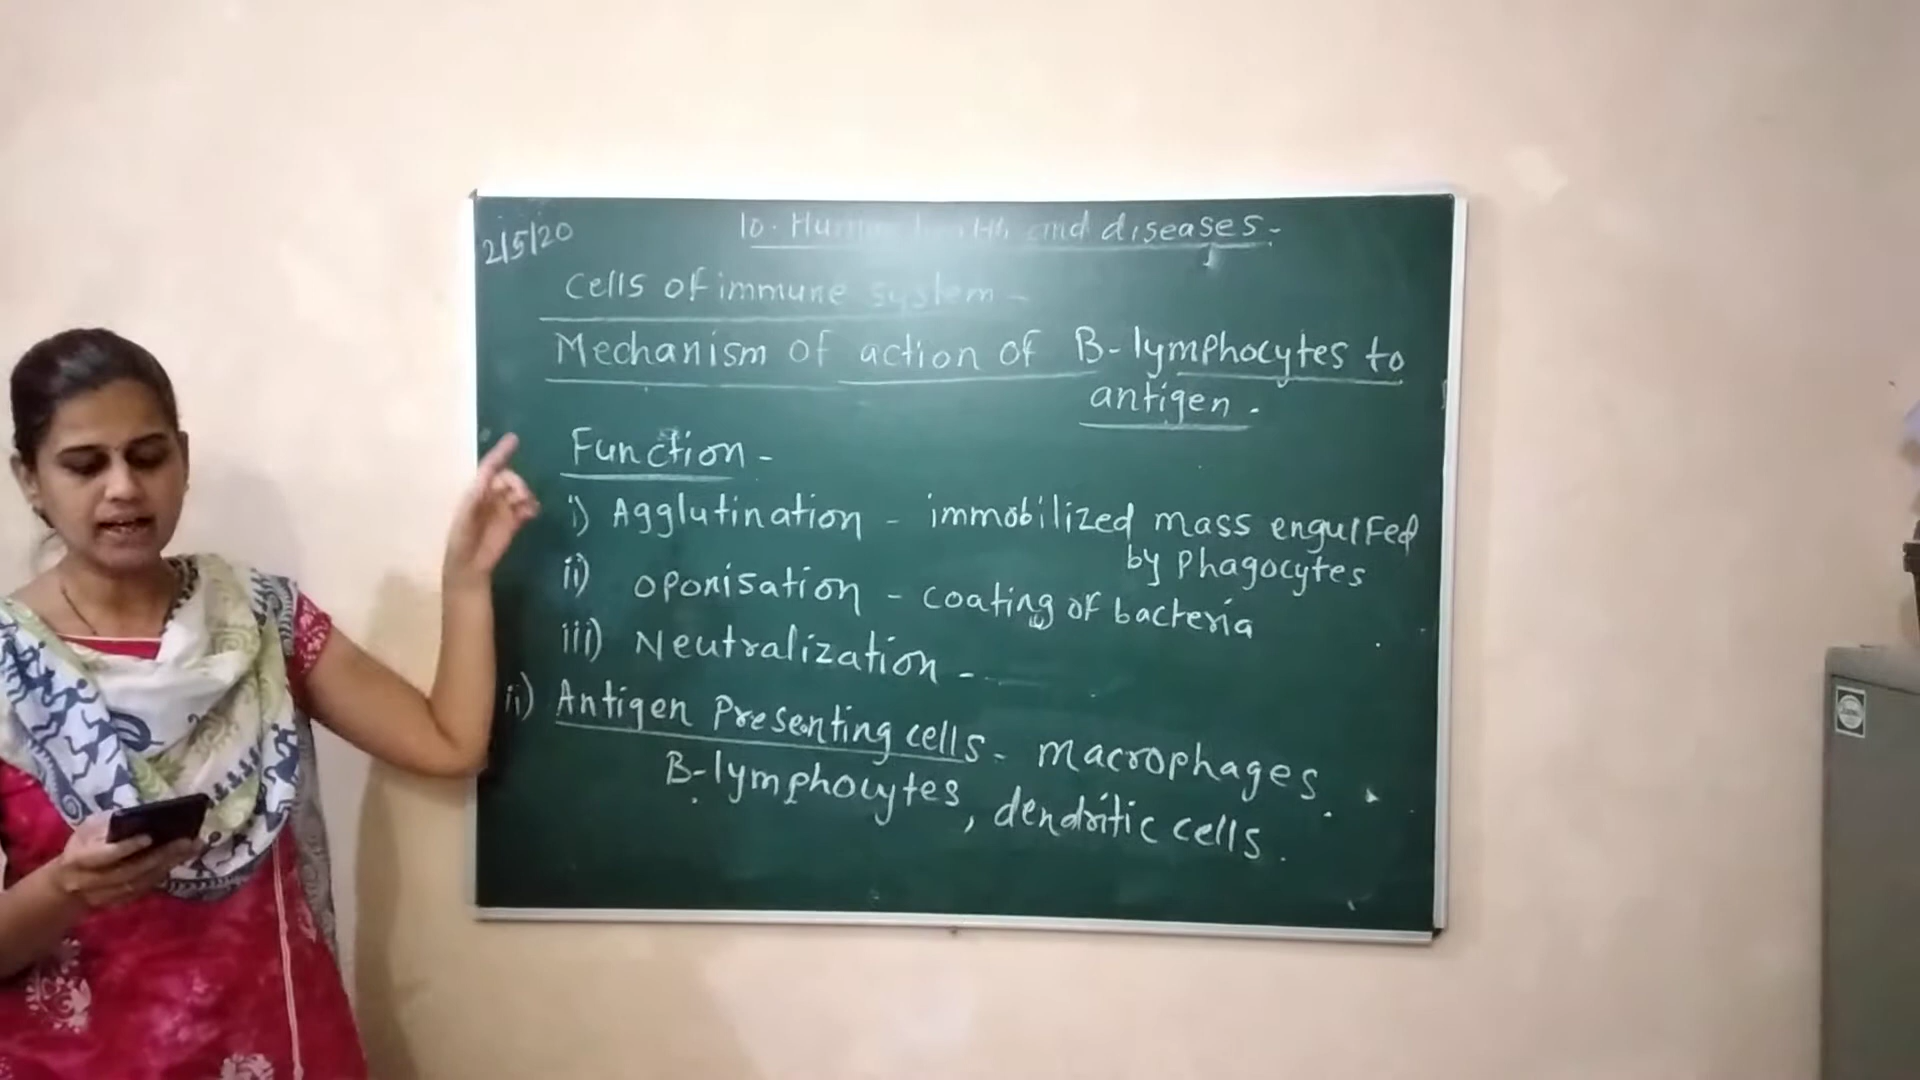 2/5/20
10. Human health and diseases.-
Cells of immune system -
Mechanism of action of B-lymphocytes to
antigen.
Function -
i) Agglutination - immobilized mass engulfed
by phagocytes
ii) oponisation - coating of bacteria
iii) Neutralization -
ii) Antigen Presenting cells. - macrophages.
B-lymphocytes, dendritic cells.